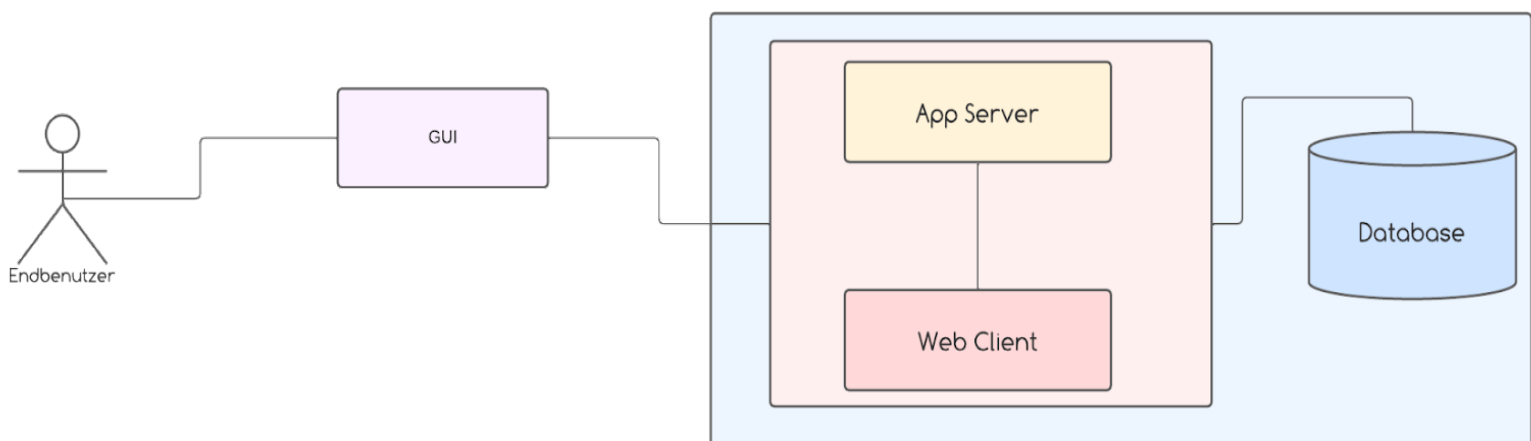 GUI
App Server
Database
Endbenutzer
Web Client